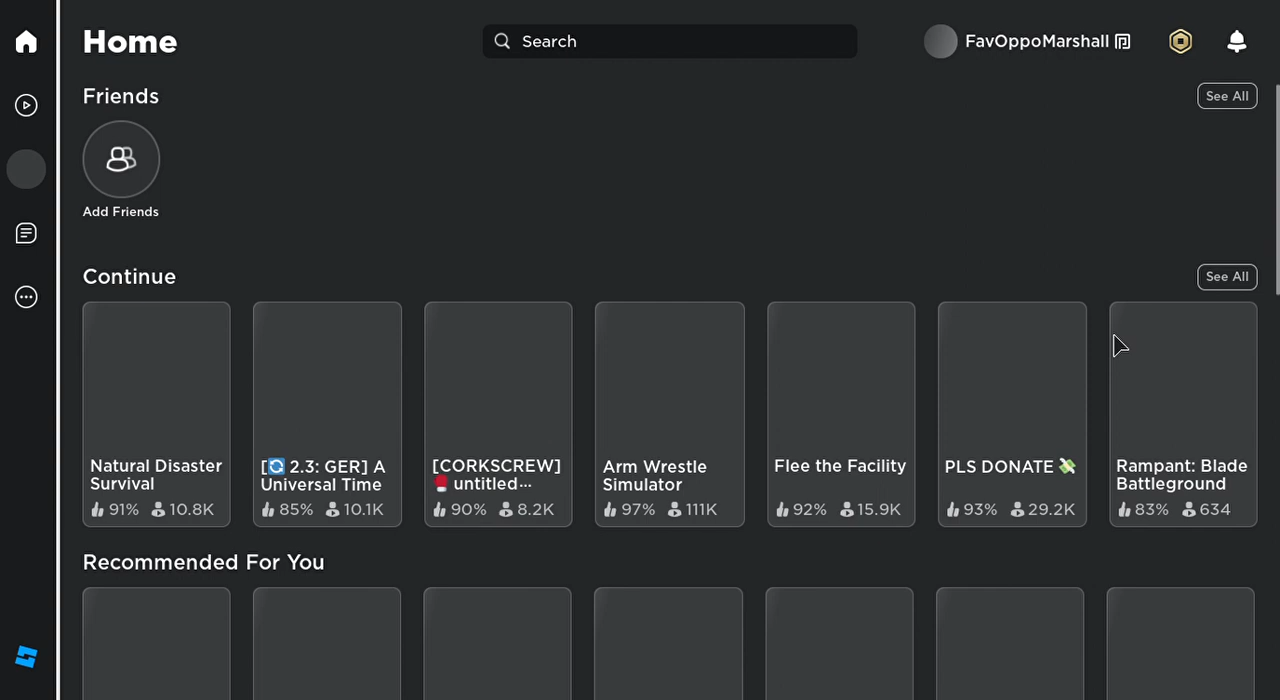 Home
Search
FavOppoMarshall
Friends
See All
Add Friends
Continue
See All
Natural Disaster
Survival
91% 10.8K
[🔄 2.3: GER] A
Universal Time
85% 10.1K
[CORKSCREW]
🥊 untitled...
90% 8.2K
Arm Wrestle
Simulator
97% 111K
Flee the Facility
92% 15.9K
PLS DONATE 💸
93% 29.2K
Rampant: Blade
Battleground
83% 634
Recommended For You